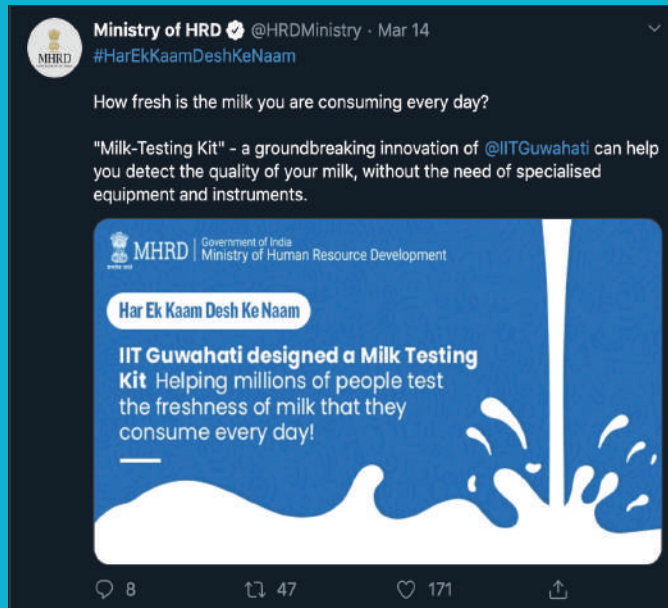 Ministry of HRD @HRDMinistry · Mar 14
#HarEkKaamDeshKeNaam
How fresh is the milk you are consuming every day?
"Milk-Testing Kit" - a groundbreaking innovation of @IITGuwahati can help
you detect the quality of your milk, without the need of specialised
equipment and instruments.
MHRD
MHRD
Government of India
Ministry of Human Resource Development
Har Ek Kaam Desh Ke Naam
IIT Guwahati designed a Milk Testing
Kit Helping millions of people test
the freshness of milk that they
consume every day!
8 47 171